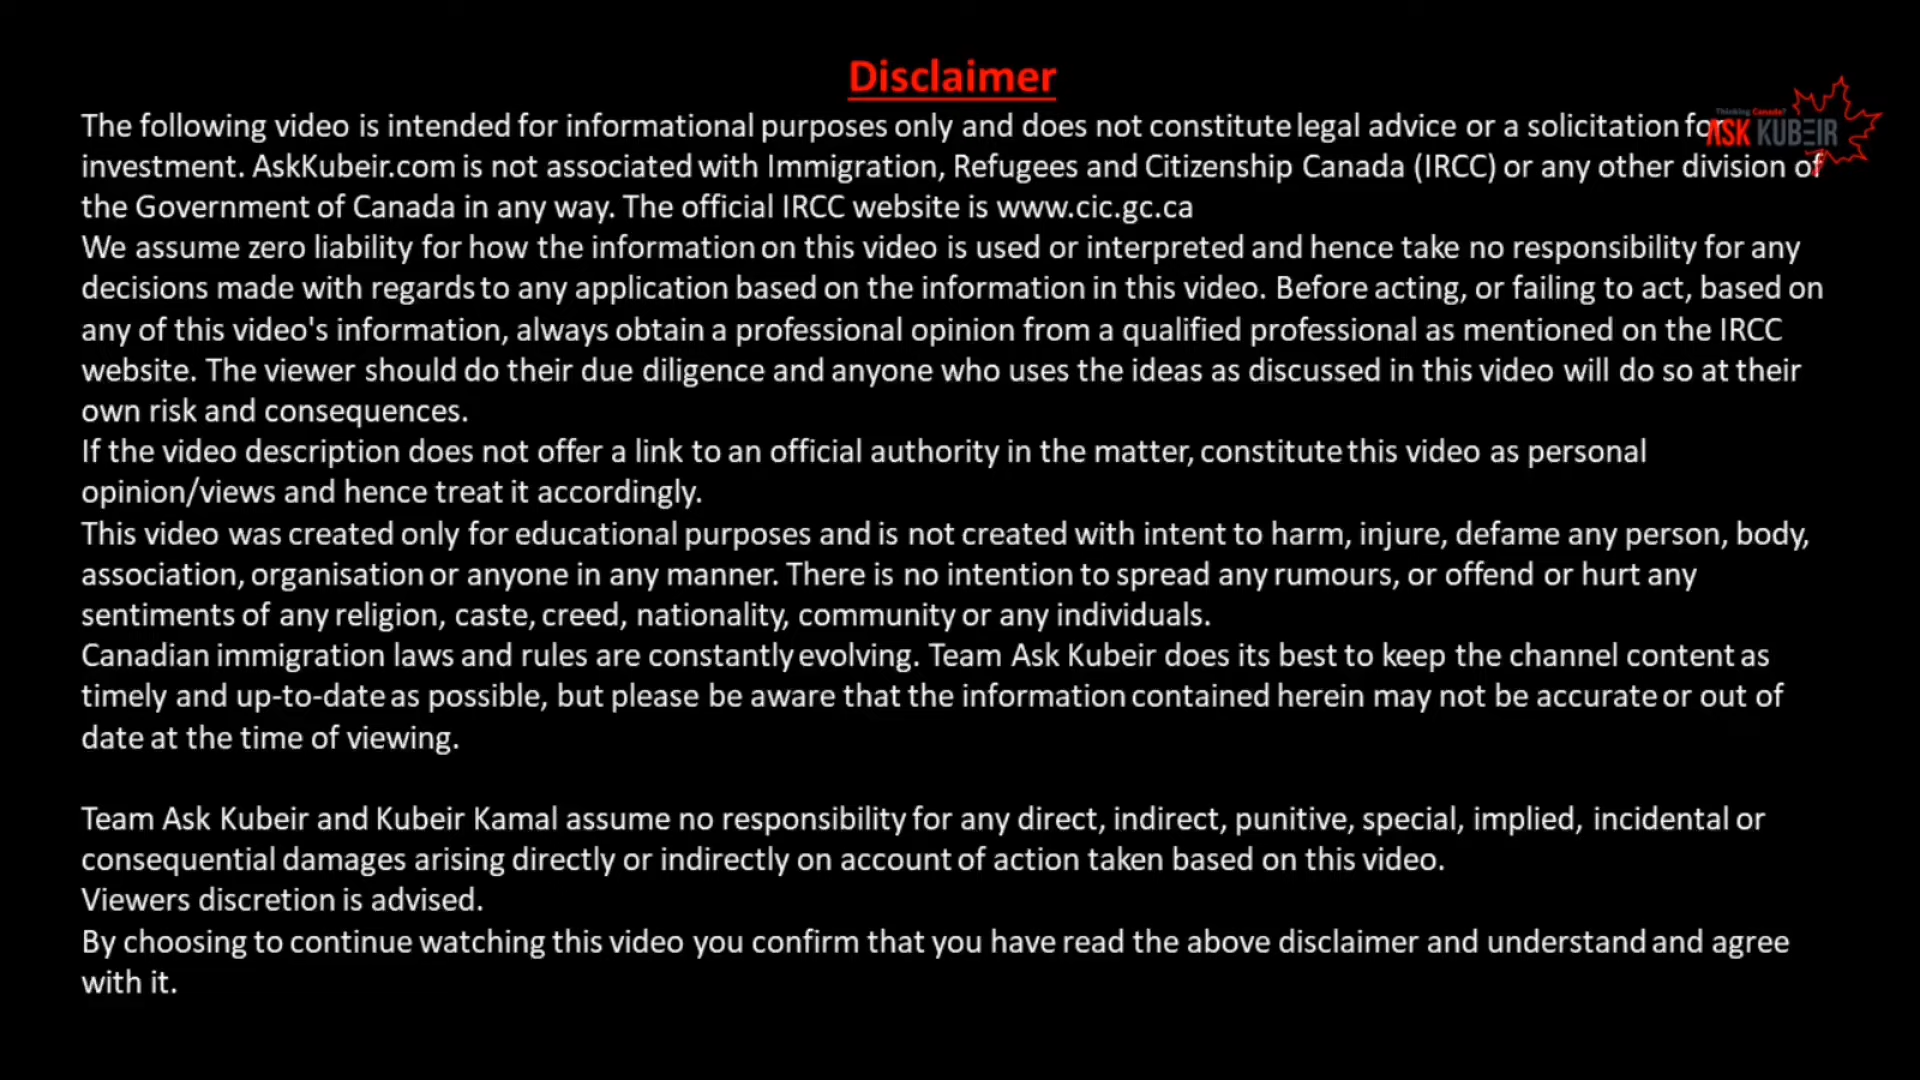 Disclaimer
The following video is intended for informational purposes only and does not constitute legal advice or a solicitation for
Thinking Canada?
ASK KUBEIR
investment. AskKubeir.com is not associated with Immigration, Refugees and Citizenship Canada (IRCC) or any other division of
the Government of Canada in any way. The official IRCC website is www.cic.gc.ca
We assume zero liability for how the information on this video is used or interpreted and hence take no responsibility for any
decisions made with regards to any application based on the information in this video. Before acting, or failing to act, based on
any of this video's information, always obtain a professional opinion from a qualified professional as mentioned on the IRCC
website. The viewer should do their due diligence and anyone who uses the ideas as discussed in this video will do so at their
own risk and consequences.
If the video description does not offer a link to an official authority in the matter, constitute this video as personal
opinion/views and hence treat it accordingly.
This video was created only for educational purposes and is not created with intent to harm, injure, defame any person, body,
association, organisation or anyone in any manner. There is no intention to spread any rumours, or offend or hurt any
sentiments of any religion, caste, creed, nationality, community or any individuals.
Canadian immigration laws and rules are constantly evolving. Team Ask Kubeir does its best to keep the channel content as
timely and up-to-date as possible, but please be aware that the information contained herein may not be accurate or out of
date at the time of viewing.
Team Ask Kubeir and Kubeir Kamal assume no responsibility for any direct, indirect, punitive, special, implied, incidental or
consequential damages arising directly or indirectly on account of action taken based on this video.
Viewers discretion is advised.
By choosing to continue watching this video you confirm that you have read the above disclaimer and understand and agree
with it.